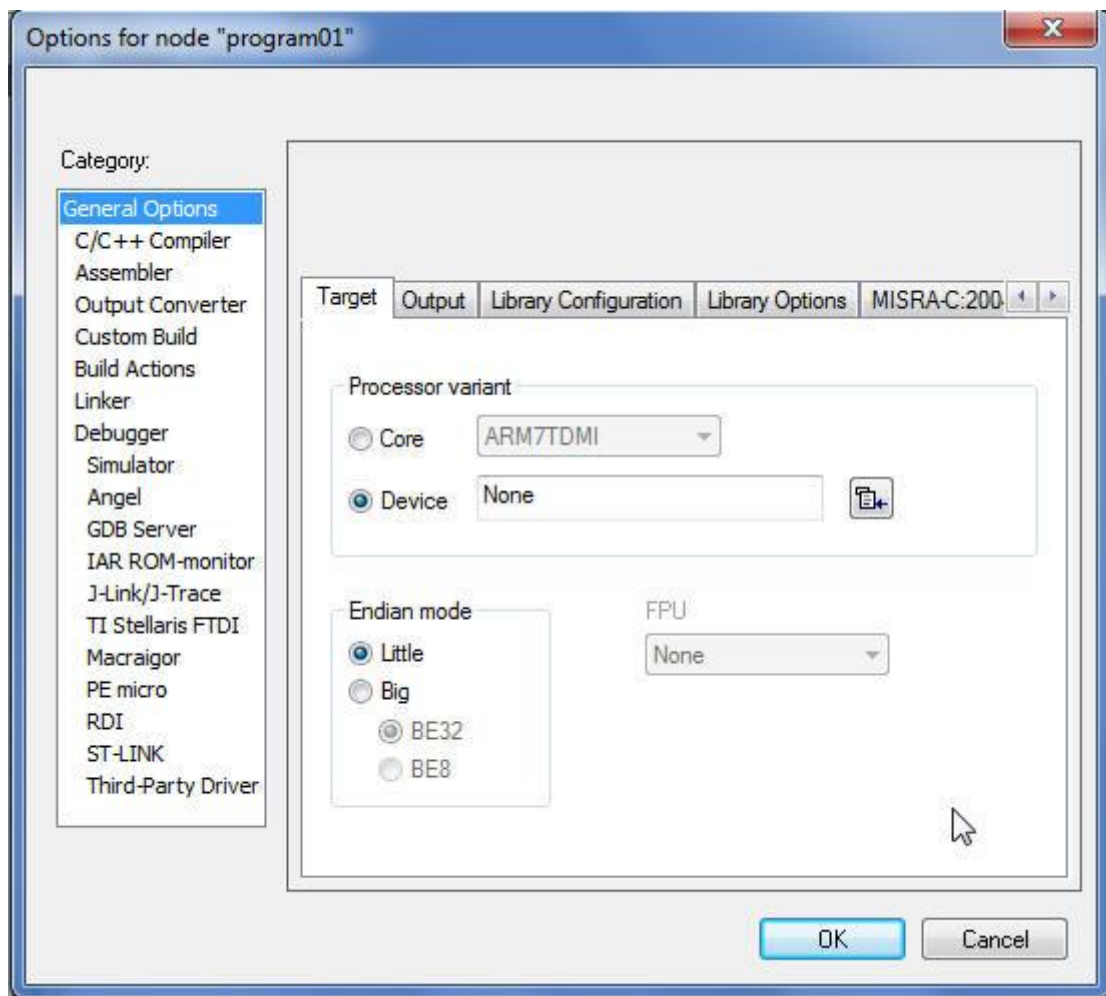 Options for node "program01"
Category:
General Options
C/C++ Compiler
Assembler
Output Converter
Custom Build
Build Actions
Linker
Debugger
Simulator
Angel
GDB Server
IAR ROM-monitor
J-Link/J-Trace
TI Stellaris FTDI
Macraigor
PE micro
RDI
ST-LINK
Third-Party Driver
Target Output Library Configuration Library Options MISRA-C:200
Processor variant
Core ARM7TDMI
Device None
Endian mode
Little
Big
BE32
BE8
FPU
None
OK Cancel